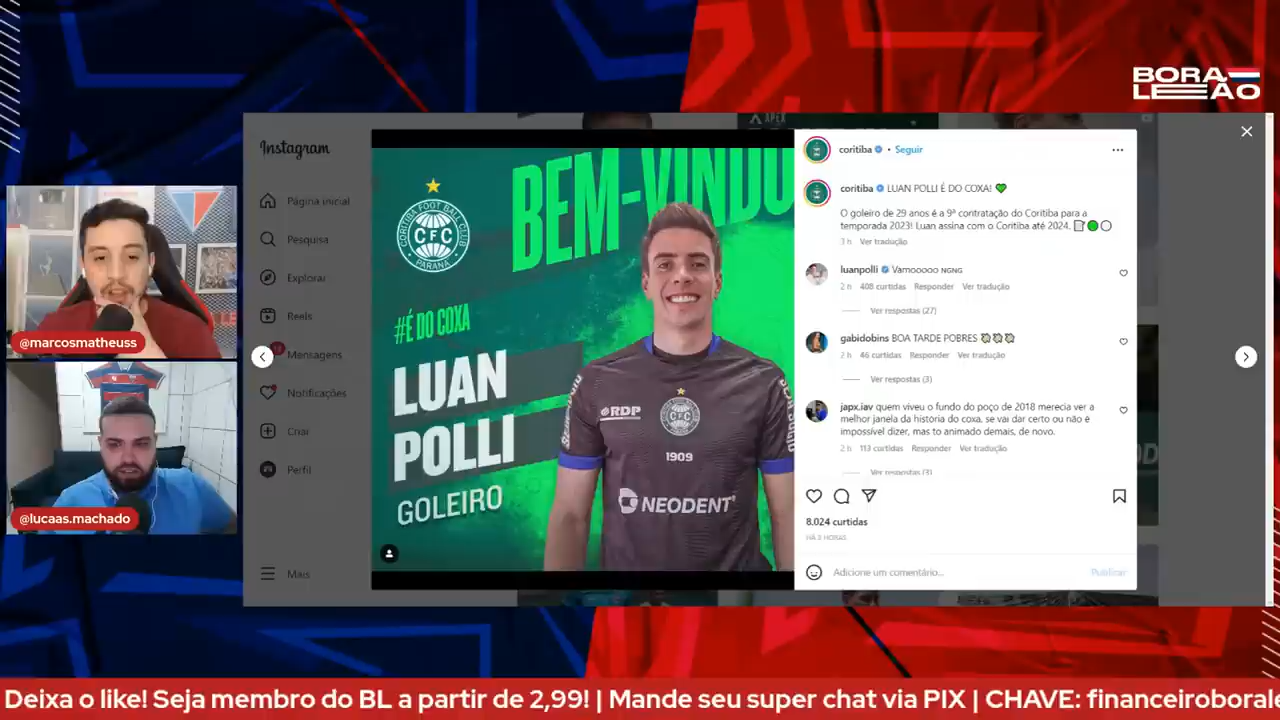 BORA
LEÃO
Instagram
Página inicial
Pesquisa
Explorar
Reels
Mensagens
Notificações
Criar
Perfil
Mais
@marcosmatheuss
@lucaas.machado
APEX
BEM-VINDO
CORITIBA FOOT BALL CLUB
CFC
PARANÁ
#É DO COXA
LUAN
POLLI
GOLEIRO
RDP
CFC
1909
NEODENT
coritiba • Seguir
coritiba LUAN POLLI É DO COXA! 💚
O goleiro de 29 anos é a 9ª contratação do Coritiba para a
temporada 2023! Luan assina com o Coritiba até 2024. 📝🟢⚪
3 h Ver tradução
luanpolli Vamooooo NGNG
2 h 408 curtidas Responder Ver tradução
Ver respostas (27)
gabidobins BOA TARDE POBRES 💸💸💸
2 h 46 curtidas Responder Ver tradução
Ver respostas (3)
japx.iav quem viveu o fundo do poço de 2018 merecia ver a
melhor janela da história do coxa, se vai dar certo ou não é
impossível dizer, mas to animado demais, de novo.
2 h 113 curtidas Responder Ver tradução
Ver respostas (3)
8.024 curtidas
Adicione um comentário...
Publicar
Deixa o like! Seja membro do BL a partir de 2,99! | Mande seu super chat via PIX | CHAVE: financeiroborale